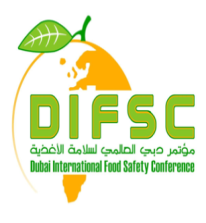 DIFSC
مؤتمر دبي العالمي لسلامة الأغذية
Dubai International Food Safety Conference